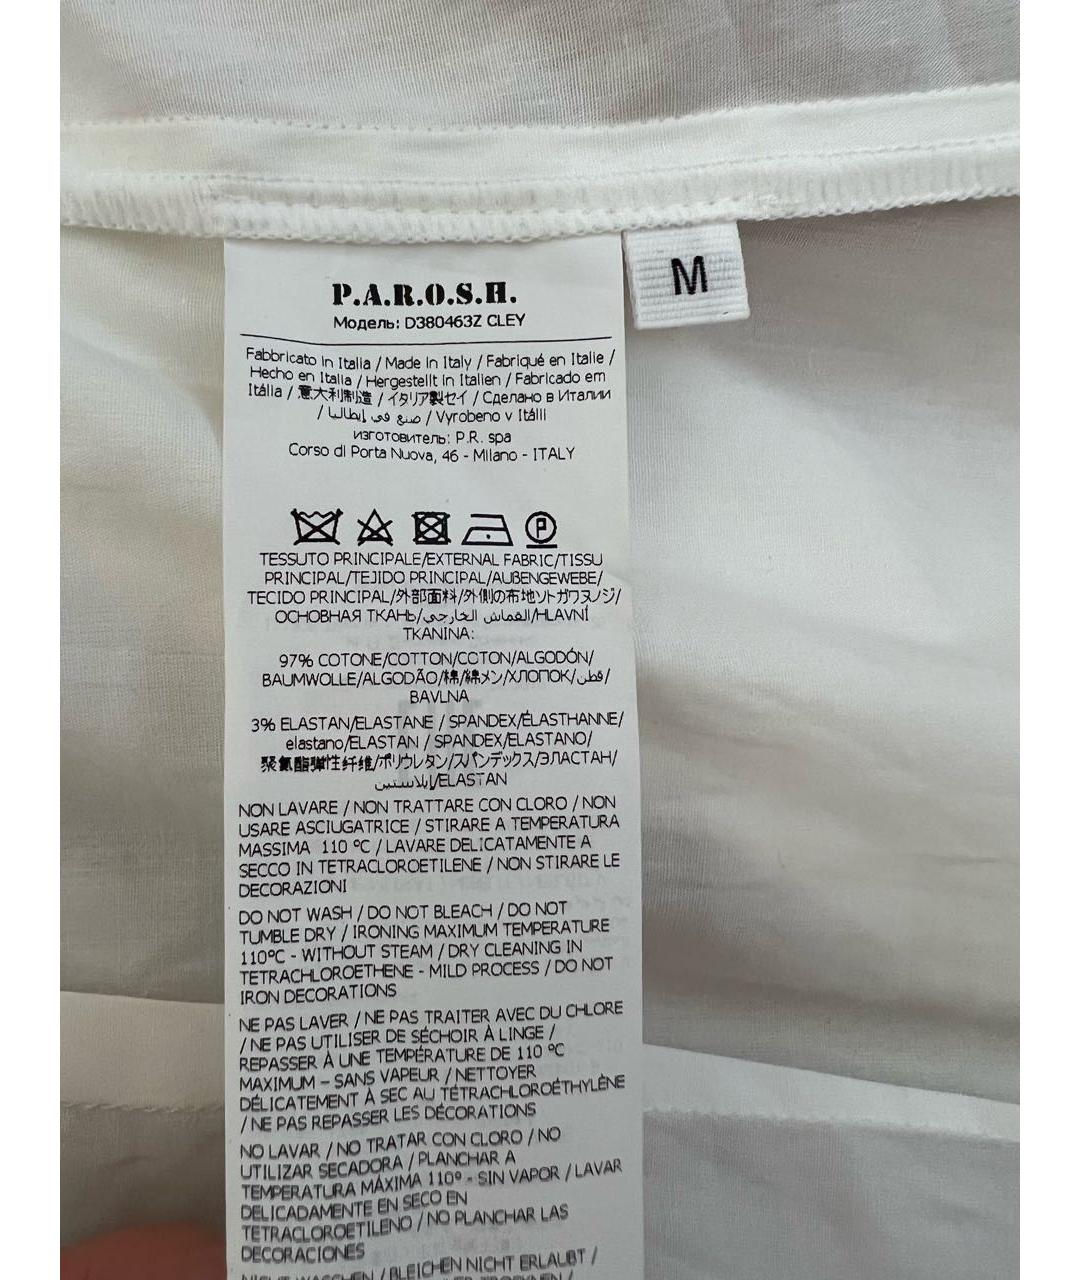 P.A.R.O.S.H.
M
Модель: D380463Z CLEY
Fabbricato in Italia / Made in Italy / Fabriqué en Italie /
Hecho en Italia / Hergestellt in Italien / Fabricado em
Itália / 意大利制造 / イタリア製セイ / Сделано в Италии
/ صنع في إيطاليا / Vyrobeno v Itálii
изготовитель: P.R. spa
Corso di Porta Nuova, 46 - Milano - ITALY
P
TESSUTO PRINCIPALE/EXTERNAL FABRIC/TISSU
PRINCIPAL/TEJIDO PRINCIPAL/AUßENGEWEBE/
TECIDO PRINCIPAL/外部面料/外側の布地ソトガワヌノジ/
ОСНОВНАЯ ТКАНЬ/القماش الخارجي/HLAVNÍ
TKANINA:
97% COTONE/COTTON/COTON/ALGODÓN/
BAUMWOLLE/ALGODÃO/棉/綿メン/ХЛОПОК/قطن/
BAVLNA
3% ELASTAN/ELASTANE / SPANDEX/ÉLASTHANNE/
elastano/ELASTAN / SPANDEX/ELASTANO/
聚氨酯弹性纤维/ポリウレタン/スパンデックス/ЭЛАСТАН/
إيلاستين/ELASTAN
NON LAVARE / NON TRATTARE CON CLORO / NON
USARE ASCIUGATRICE / STIRARE A TEMPERATURA
MASSIMA 110 ºC / LAVARE DELICATAMENTE A
SECCO IN TETRACLOROETILENE / NON STIRARE LE
DECORAZIONI
DO NOT WASH / DO NOT BLEACH / DO NOT
TUMBLE DRY / IRONING MAXIMUM TEMPERATURE
110ºC - WITHOUT STEAM / DRY CLEANING IN
TETRACHLOROETHENE - MILD PROCESS / DO NOT
IRON DECORATIONS
NE PAS LAVER / NE PAS TRAITER AVEC DU CHLORE
/ NE PAS UTILISER DE SÉCHOIR À LINGE /
REPASSER À UNE TEMPÉRATURE DE 110 ºC
MAXIMUM – SANS VAPEUR / NETTOYER
DÉLICATEMENT À SEC AU TÉTRACHLOROÉTHYLÈNE
/ NE PAS REPASSER LES DÉCORATIONS
NO LAVAR / NO TRATAR CON CLORO / NO
UTILIZAR SECADORA / PLANCHAR A
TEMPERATURA MÁXIMA 110º - SIN VAPOR / LAVAR
DELICADAMENTE EN SECO EN
TETRACLOROETILENO / NO PLANCHAR LAS
DECORACIONES
NICHT WASCHEN / BLEICHEN NICHT ERLAUBT /